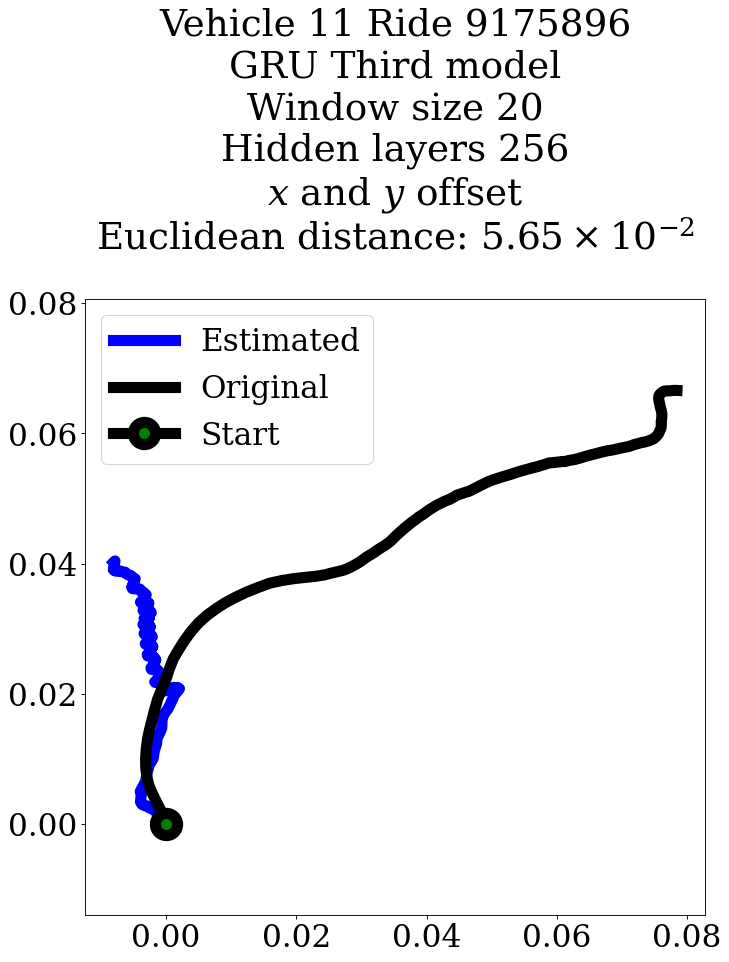 Vehicle 11 Ride 9175896
GRU Third model
Window size 20
Hidden layers 256
x and y offset
Euclidean distance: 5.65 × 10⁻²
0.08
Estimated
Original
Start
0.06
0.04
0.02
0.00
0.00 0.02 0.04 0.06 0.08